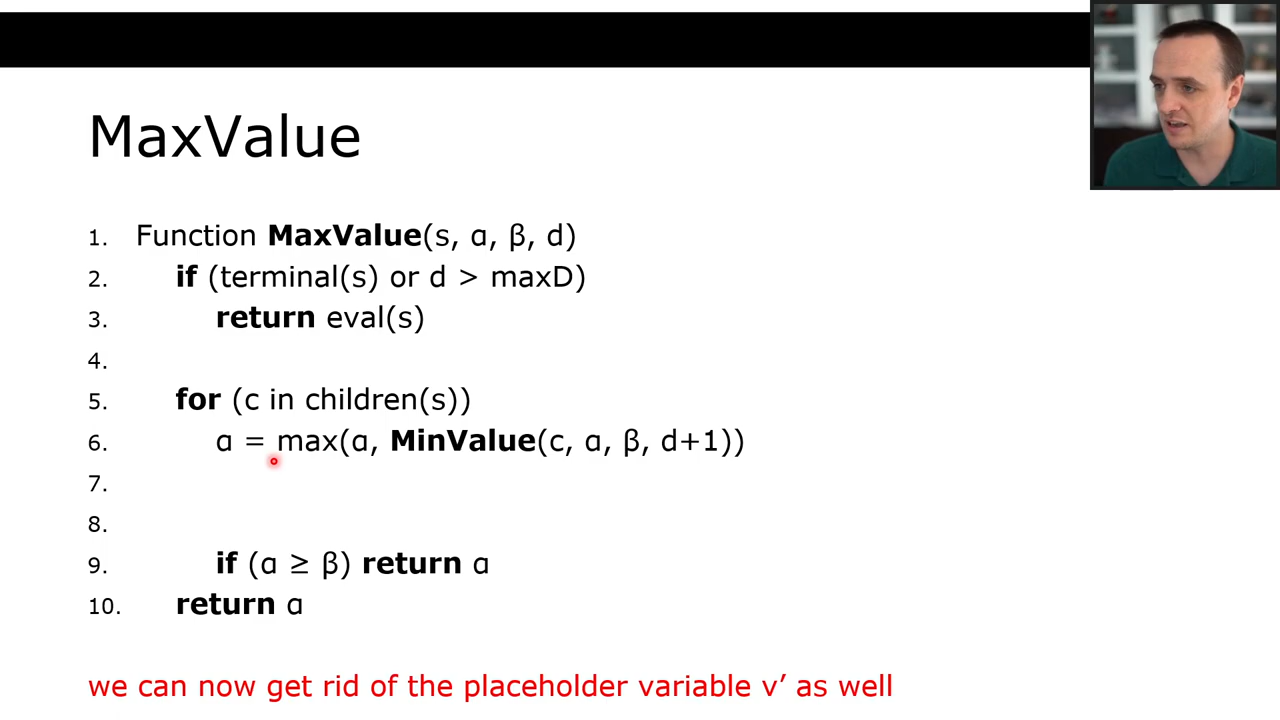 MaxValue
1. Function MaxValue(s, α, β, d)
2. if (terminal(s) or d > maxD)
3. return eval(s)
4.
5. for (c in children(s))
6. α = max(α, MinValue(c, α, β, d+1))
7.
8.
9. if (α ≥ β) return α
10. return α
we can now get rid of the placeholder variable v’ as well